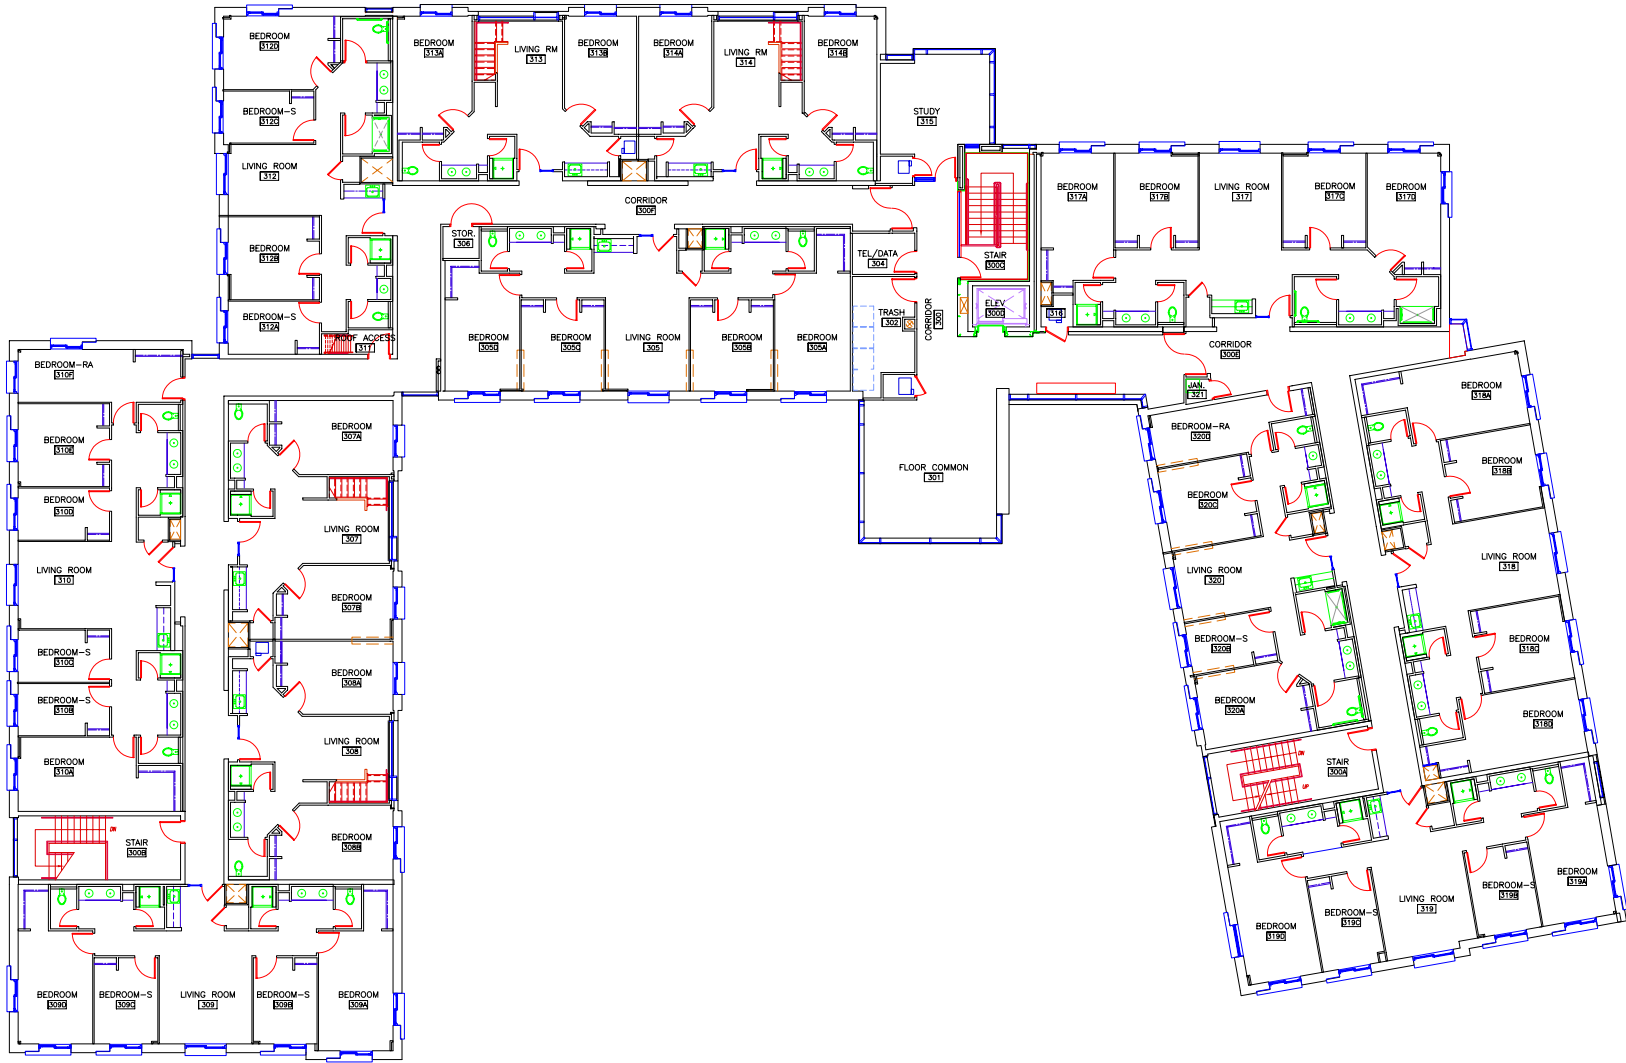 BEDROOM
312D
BEDROOM-S
312C
LIVING ROOM
312
BEDROOM
312B
BEDROOM-S
312A
ROOF ACCESS
311
BEDROOM
313A
LIVING RM
313
BEDROOM
313B
BEDROOM
314A
LIVING RM
314
BEDROOM
314B
STUDY
315
CORRIDOR
300F
STOR.
306
TEL/DATA
304
TRASH
302
CORRIDOR
300
BEDROOM
305D
BEDROOM
305C
LIVING ROOM
305
BEDROOM
305B
BEDROOM
305A
STAIR
300C
ELEV
300D
316
BEDROOM
317A
BEDROOM
317B
LIVING ROOM
317
BEDROOM
317C
BEDROOM
317D
CORRIDOR
300E
JAN.
321
FLOOR COMMON
301
BEDROOM-RA
310F
BEDROOM
310E
BEDROOM
310D
LIVING ROOM
310
BEDROOM-S
310C
BEDROOM-S
310B
BEDROOM
310A
BEDROOM
307A
LIVING ROOM
307
BEDROOM
307B
BEDROOM
308A
LIVING ROOM
308
BEDROOM
308B
DN
STAIR
300B
BEDROOM
309D
BEDROOM-S
309C
LIVING ROOM
309
BEDROOM-S
309B
BEDROOM
309A
BEDROOM-RA
320D
BEDROOM
320C
LIVING ROOM
320
BEDROOM-S
320B
BEDROOM
320A
BEDROOM
318A
BEDROOM
318B
LIVING ROOM
318
BEDROOM
318C
BEDROOM
318D
DN
UP
STAIR
300A
BEDROOM
319D
BEDROOM-S
319C
LIVING ROOM
319
BEDROOM-S
319B
BEDROOM
319A